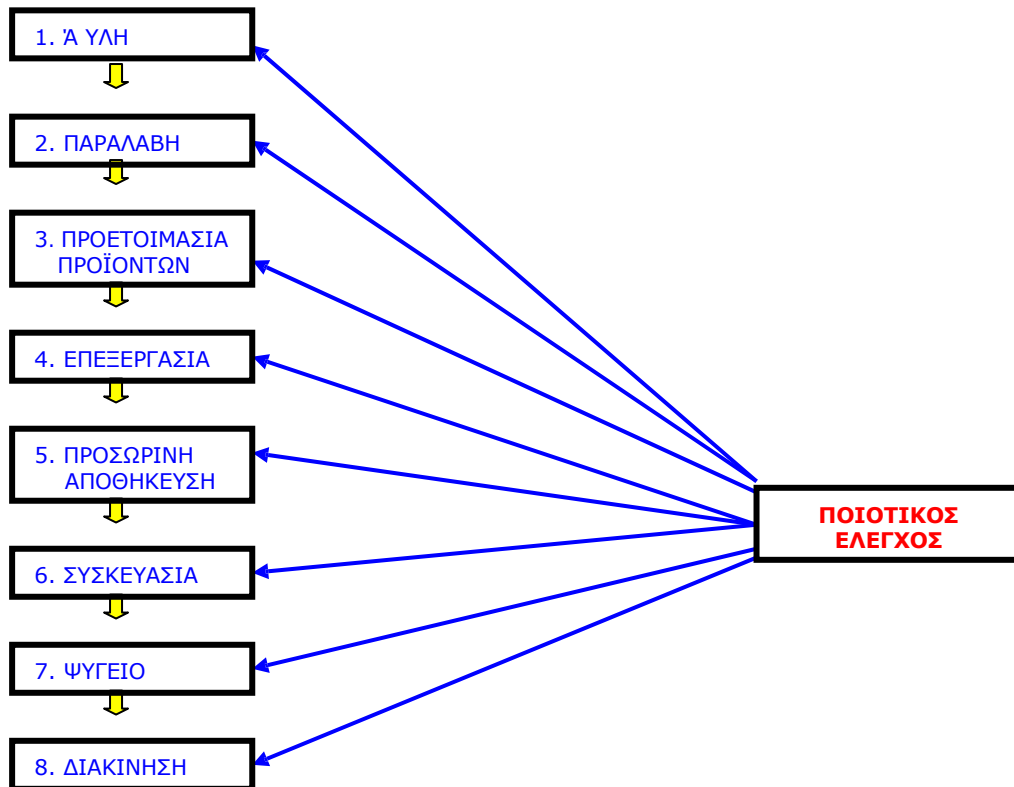 1. Ά ΥΛΗ
2. ΠΑΡΑΛΑΒΗ
3. ΠΡΟΕΤΟΙΜΑΣΙΑ
ΠΡΟΪΟΝΤΩΝ
4. ΕΠΕΞΕΡΓΑΣΙΑ
5. ΠΡΟΣΩΡΙΝΗ
ΑΠΟΘΗΚΕΥΣΗ
6. ΣΥΣΚΕΥΑΣΙΑ
7. ΨΥΓΕΙΟ
8. ΔΙΑΚΙΝΗΣΗ
ΠΟΙΟΤΙΚΟΣ
ΕΛΕΓΧΟΣ